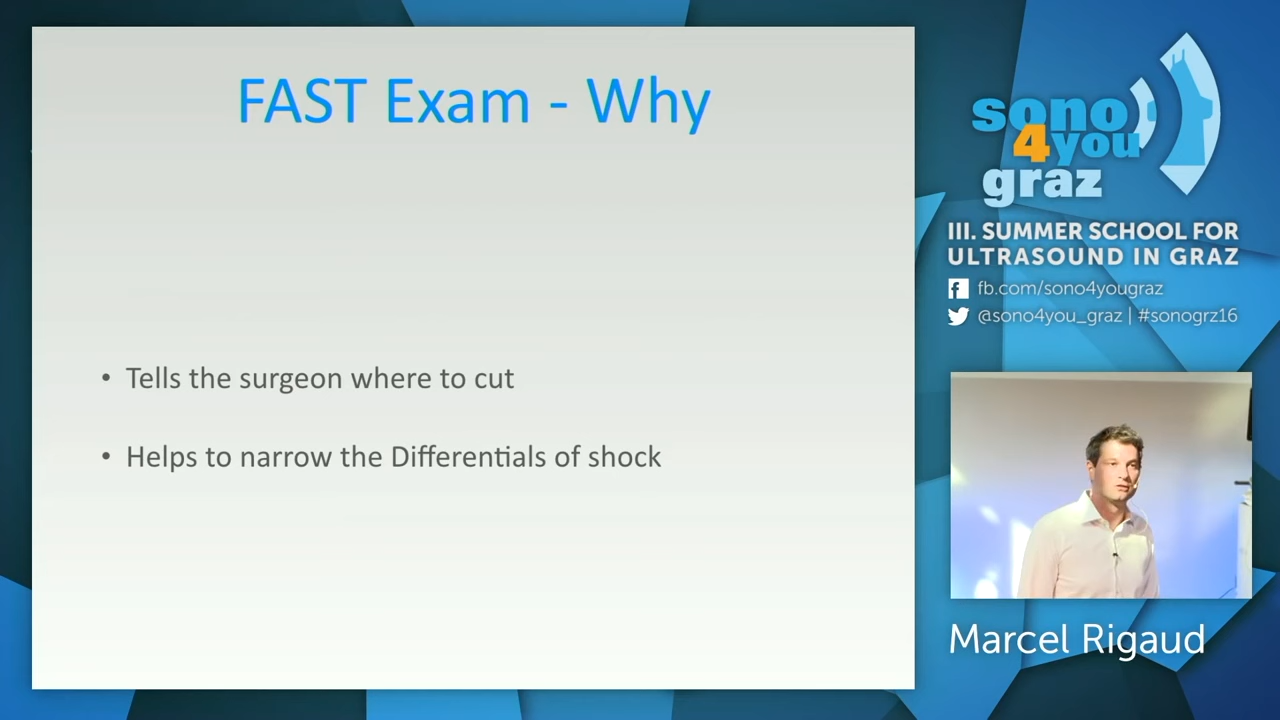 FAST Exam - Why
• Tells the surgeon where to cut
• Helps to narrow the Differentials of shock
sono
4you
graz
III. SUMMER SCHOOL FOR
ULTRASOUND IN GRAZ
fb.com/sono4yougraz
@sono4you_graz | #sonogrz16
Marcel Rigaud